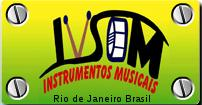 LVSOM
INSTRUMENTOS MUSICAIS
Rio de Janeiro Brasil